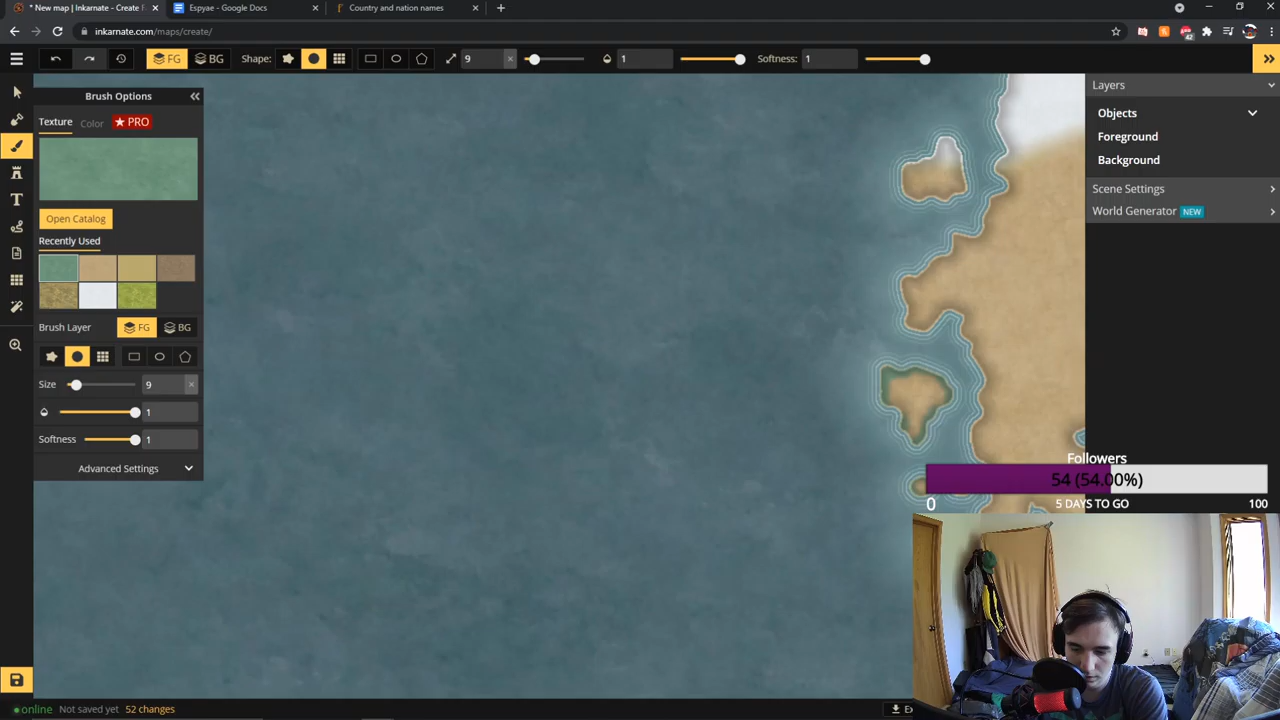 * New map | Inkarnate - Create F
Espyae - Google Docs
Country and nation names
inkarnate.com/maps/create/
42
FG
BG
Shape:
9
1
Softness:
1
Brush Options
Texture
Color
★ PRO
Open Catalog
Recently Used
Brush Layer
FG
BG
Size
9
1
Softness
1
Advanced Settings
Layers
Objects
Foreground
Background
Scene Settings
World Generator
NEW
Followers
54 (54.00%)
0
5 DAYS TO GO
100
online
Not saved yet
52 changes
Ex